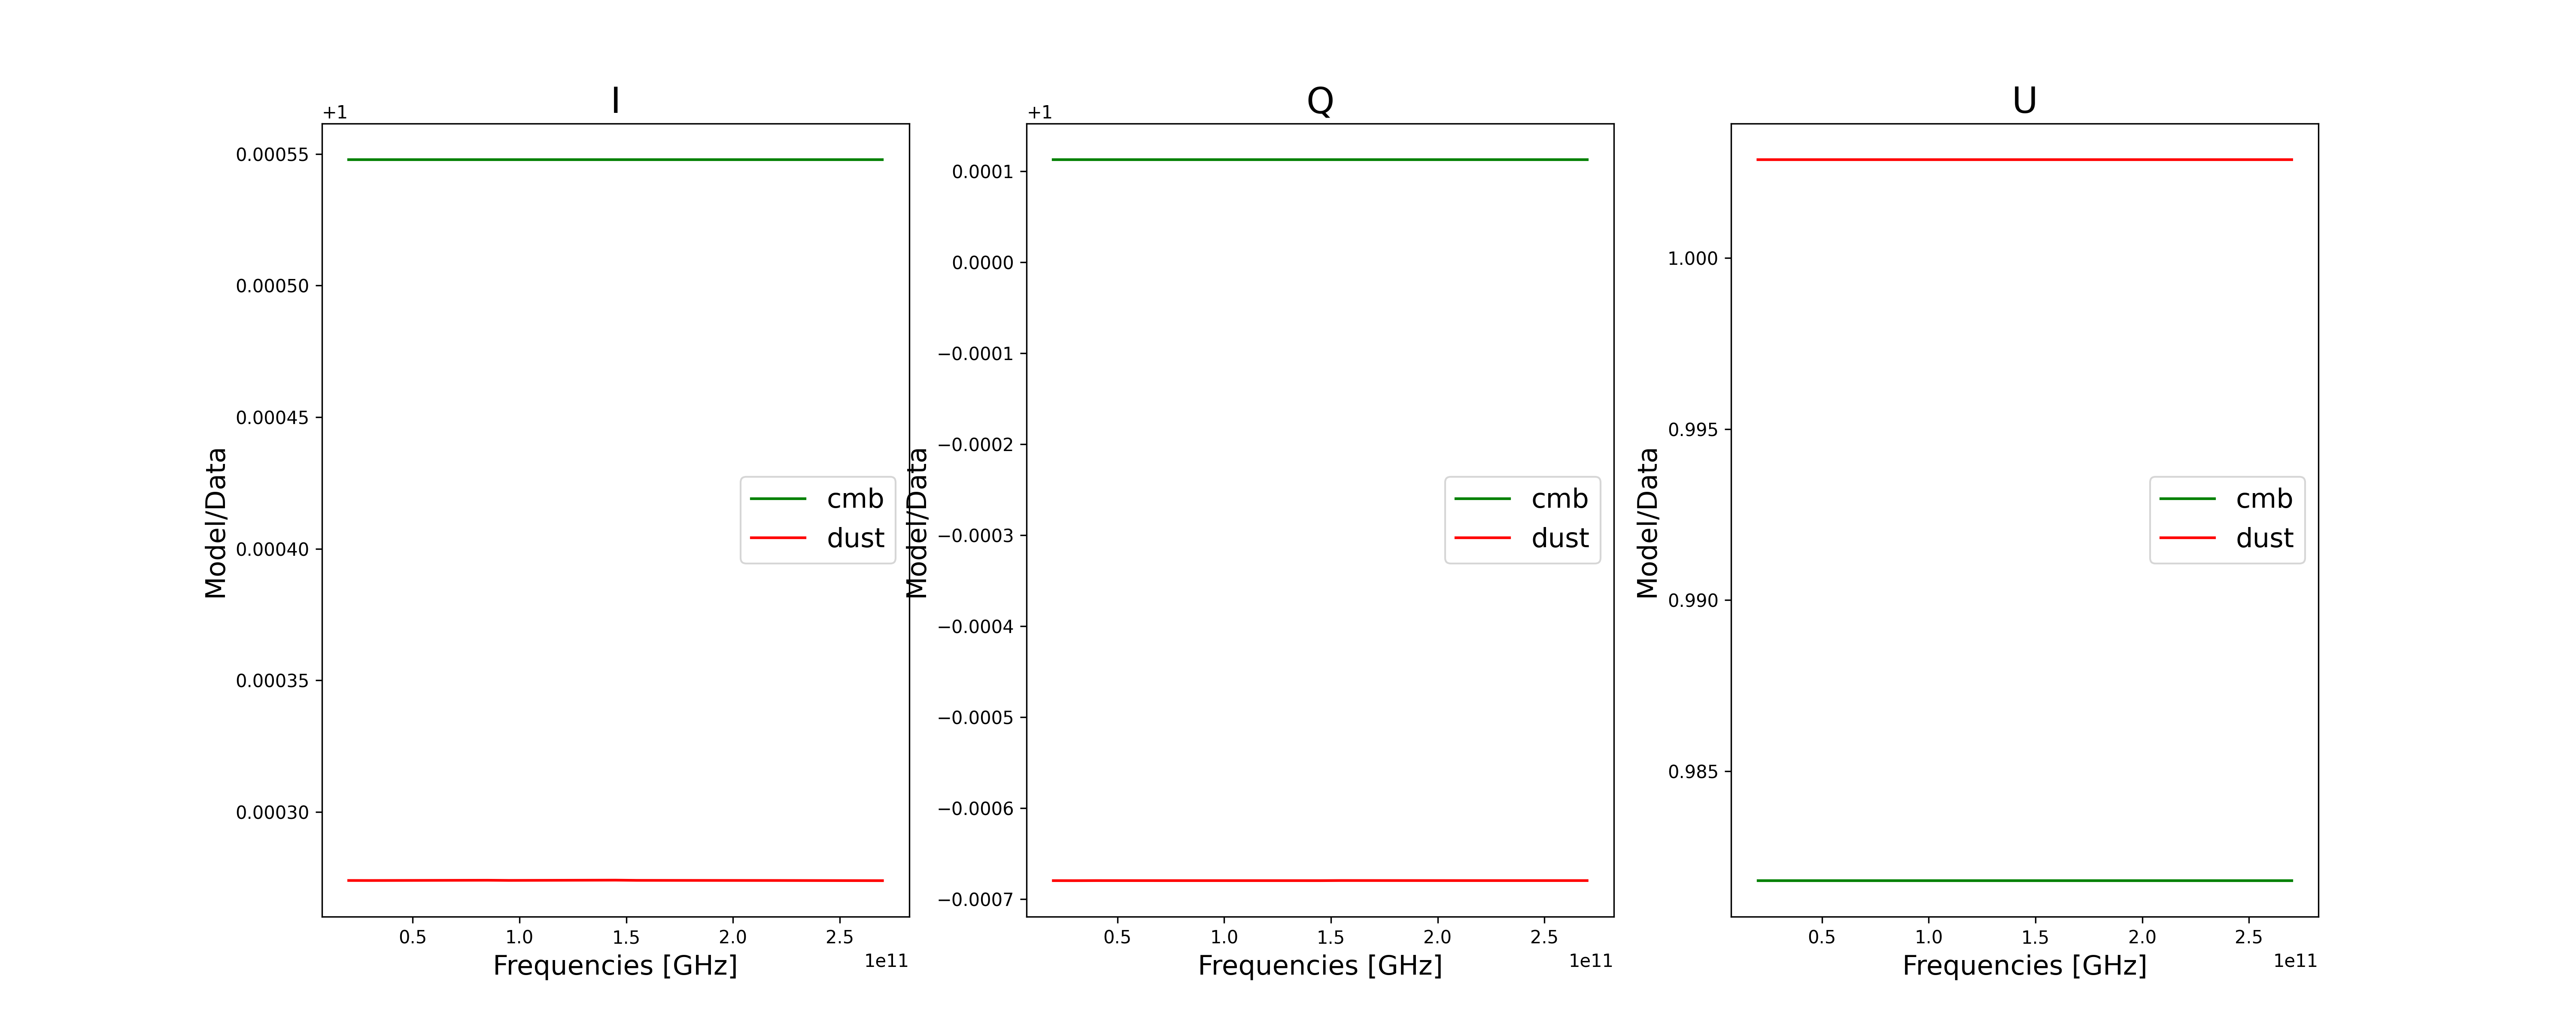 I
+1
0.00055
0.00050
0.00045
0.00040
0.00035
0.00030
Model/Data
cmb
dust
0.5 1.0 1.5 2.0 2.5
1e11
Frequencies [GHz]
Q
+1
0.0001
0.0000
−0.0001
−0.0002
−0.0003
−0.0004
−0.0005
−0.0006
−0.0007
Model/Data
cmb
dust
0.5 1.0 1.5 2.0 2.5
1e11
Frequencies [GHz]
U
1.000
0.995
0.990
0.985
Model/Data
cmb
dust
0.5 1.0 1.5 2.0 2.5
1e11
Frequencies [GHz]